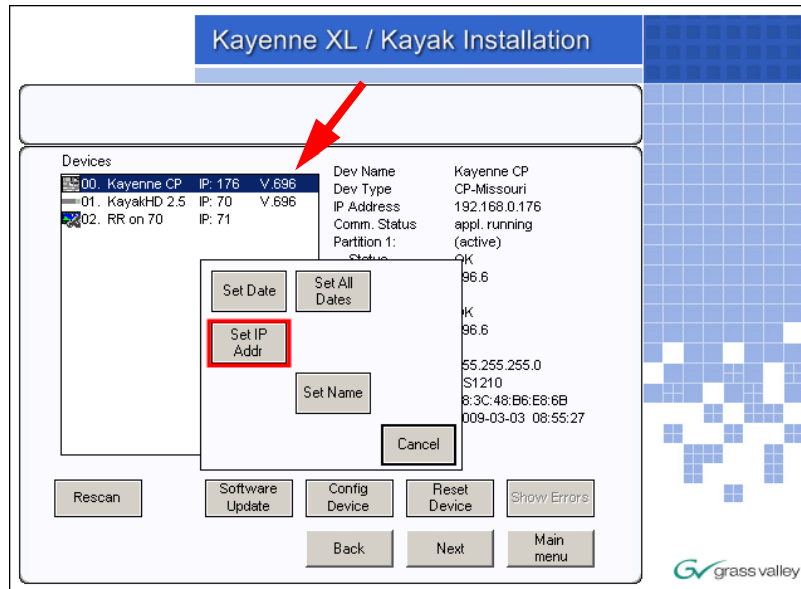 Kayenne XL / Kayak Installation
Devices
00. Kayenne CP IP: 176 V.696
01. KayakHD 2.5 IP: 70 V.696
02. RR on 70 IP: 71
Dev Name Kayenne CP
Dev Type CP-Missouri
IP Address 192.168.0.176
Comm. Status appl. running
Partition 1: (active)
Status OK
96.6
OK
96.6
55.255.255.0
S1210
8:3C:48:B6:E8:6B
009-03-03 08:55:27
Set Date
Set All
Dates
Set IP
Addr
Set Name
Cancel
Rescan
Software
Update
Config
Device
Reset
Device
Show Errors
Back
Next
Main
menu
grass valley